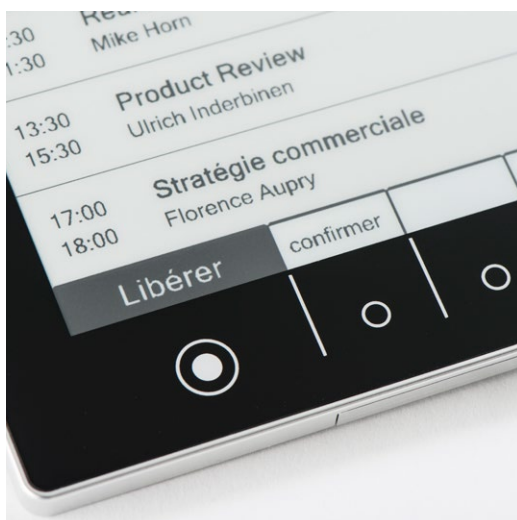 :30
1:30
Mike Horn
13:30
15:30
Product Review
Ulrich Inderbinen
17:00
18:00
Stratégie commerciale
Florence Aupry
Libérer
confirmer